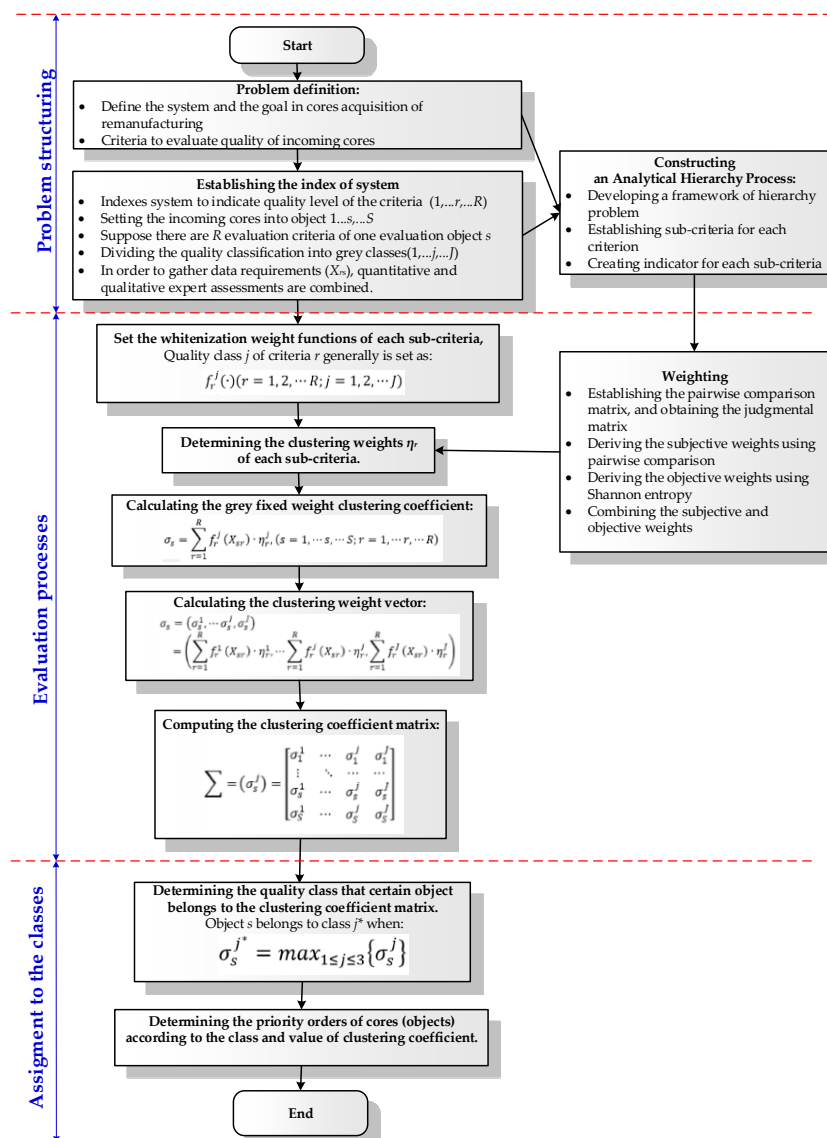 Problem structuring
Start
Problem definition:
• Define the system and the goal in cores acquisition of
remanufacturing
• Criteria to evaluate quality of incoming cores
Establishing the index of system
• Indexes system to indicate quality level of the criteria (1,...r,...R)
• Setting the incoming cores into object 1...s,...S
• Suppose there are R evaluation criteria of one evaluation object s
• Dividing the quality classification into grey classes(1,...j,...J)
• In order to gather data requirements (Xrs), quantitative and
qualitative expert assessments are combined.
Constructing
an Analytical Hierarchy Process:
• Developing a framework of hierarchy
problem
• Establishing sub-criteria for each
criterion
• Creating indicator for each sub-criteria
Evaluation processes
Set the whitenization weight functions of each sub-criteria,
Quality class j of criteria r generally is set as:
f_r^j(·)(r = 1, 2, ⋯ R; j = 1, 2, ⋯ J)
Weighting
• Establishing the pairwise comparison
matrix, and obtaining the judgmental
matrix
• Deriving the subjective weights using
pairwise comparison
• Deriving the objective weights using
Shannon entropy
• Combining the subjective and
objective weights
Determining the clustering weights η_r
of each sub-criteria.
Calculating the grey fixed weight clustering coefficient:
σ_s = ∑_{r=1}^{R} f_r^j (X_sr) · η_r^j, (s = 1, ⋯ s, ⋯ S; r = 1, ⋯ r, ⋯ R)
Calculating the clustering weight vector:
σ_s = (σ_s^1, ⋯ σ_s^j, σ_s^J)
= (∑_{r=1}^{R} f_r^1 (X_sr) · η_r^1, ⋯ ∑_{r=1}^{R} f_r^j (X_sr) · η_r^j, ∑_{r=1}^{R} f_r^J (X_sr) · η_r^J)
Computing the clustering coefficient matrix:
∑ = (σ_s^j) = [σ_1^1 ⋯ σ_1^j σ_1^J
⋮ ⋱ ⋯ ⋯
σ_s^1 ⋯ σ_s^j σ_s^J
σ_S^1 ⋯ σ_S^j σ_S^J]
Assigment to the classes
Determining the quality class that certain object
belongs to the clustering coefficient matrix.
Object s belongs to class j* when:
σ_s^{j*} = max_{1≤j≤3}{σ_s^j}
Determining the priority orders of cores (objects)
according to the class and value of clustering coefficient.
End